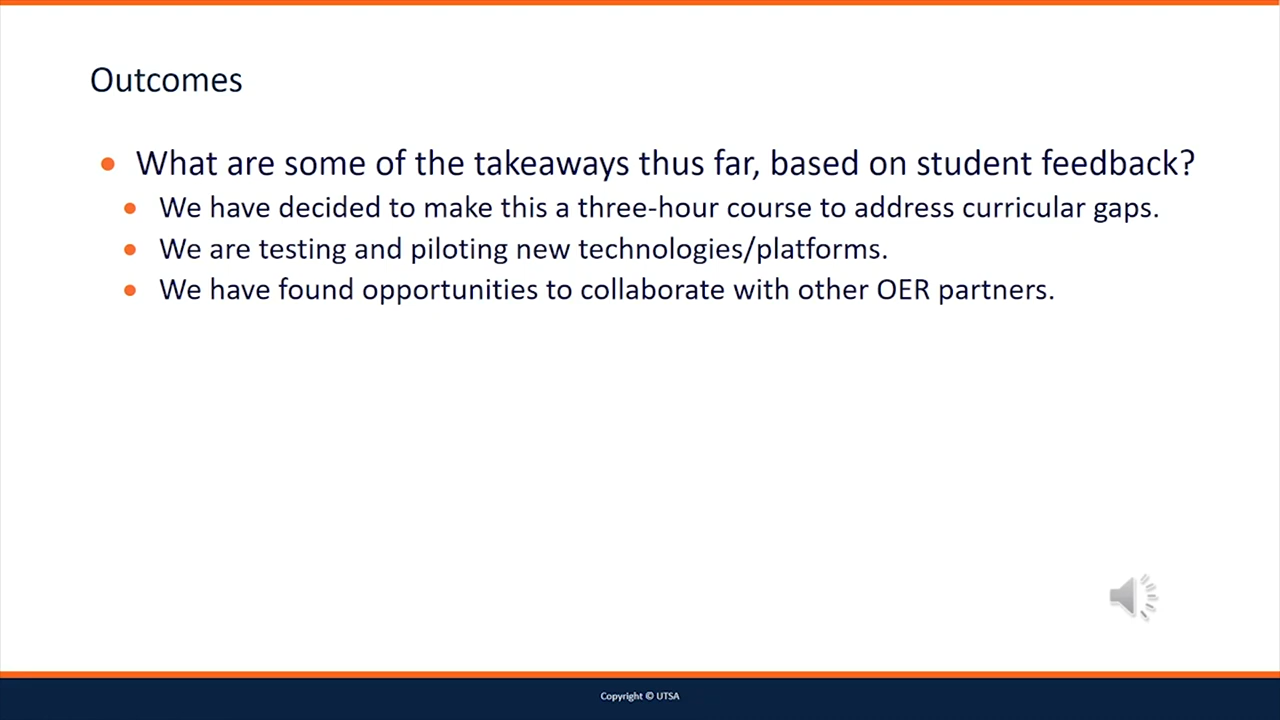 Outcomes
What are some of the takeaways thus far, based on student feedback?
We have decided to make this a three-hour course to address curricular gaps.
We are testing and piloting new technologies/platforms.
We have found opportunities to collaborate with other OER partners.
Copyright © UTSA